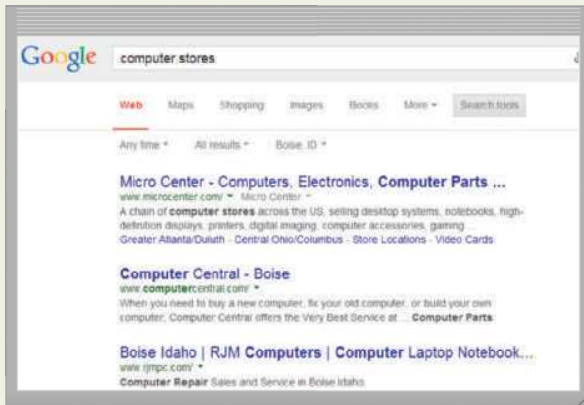 Google computer stores
Web Maps Shopping Images Books More Search tools
Any time All results Boise, ID
Micro Center - Computers, Electronics, Computer Parts ...
www.microcenter.com/ Micro Center
A chain of computer stores across the US, selling desktop systems, notebooks, high-
definition displays, printers, digital imaging, computer accessories, gaming ...
Greater Atlanta/Duluth - Central Ohio/Columbus - Store Locations - Video Cards
Computer Central - Boise
www.computercentral.com/
When you need to buy a new computer, fix your old computer, or build your own
computer, Computer Central offers the Very Best Service at ... Computer Parts
Boise Idaho | RJM Computers | Computer Laptop Notebook...
www.rjmpc.com/
Computer Repair Sales and Service in Boise Idaho.